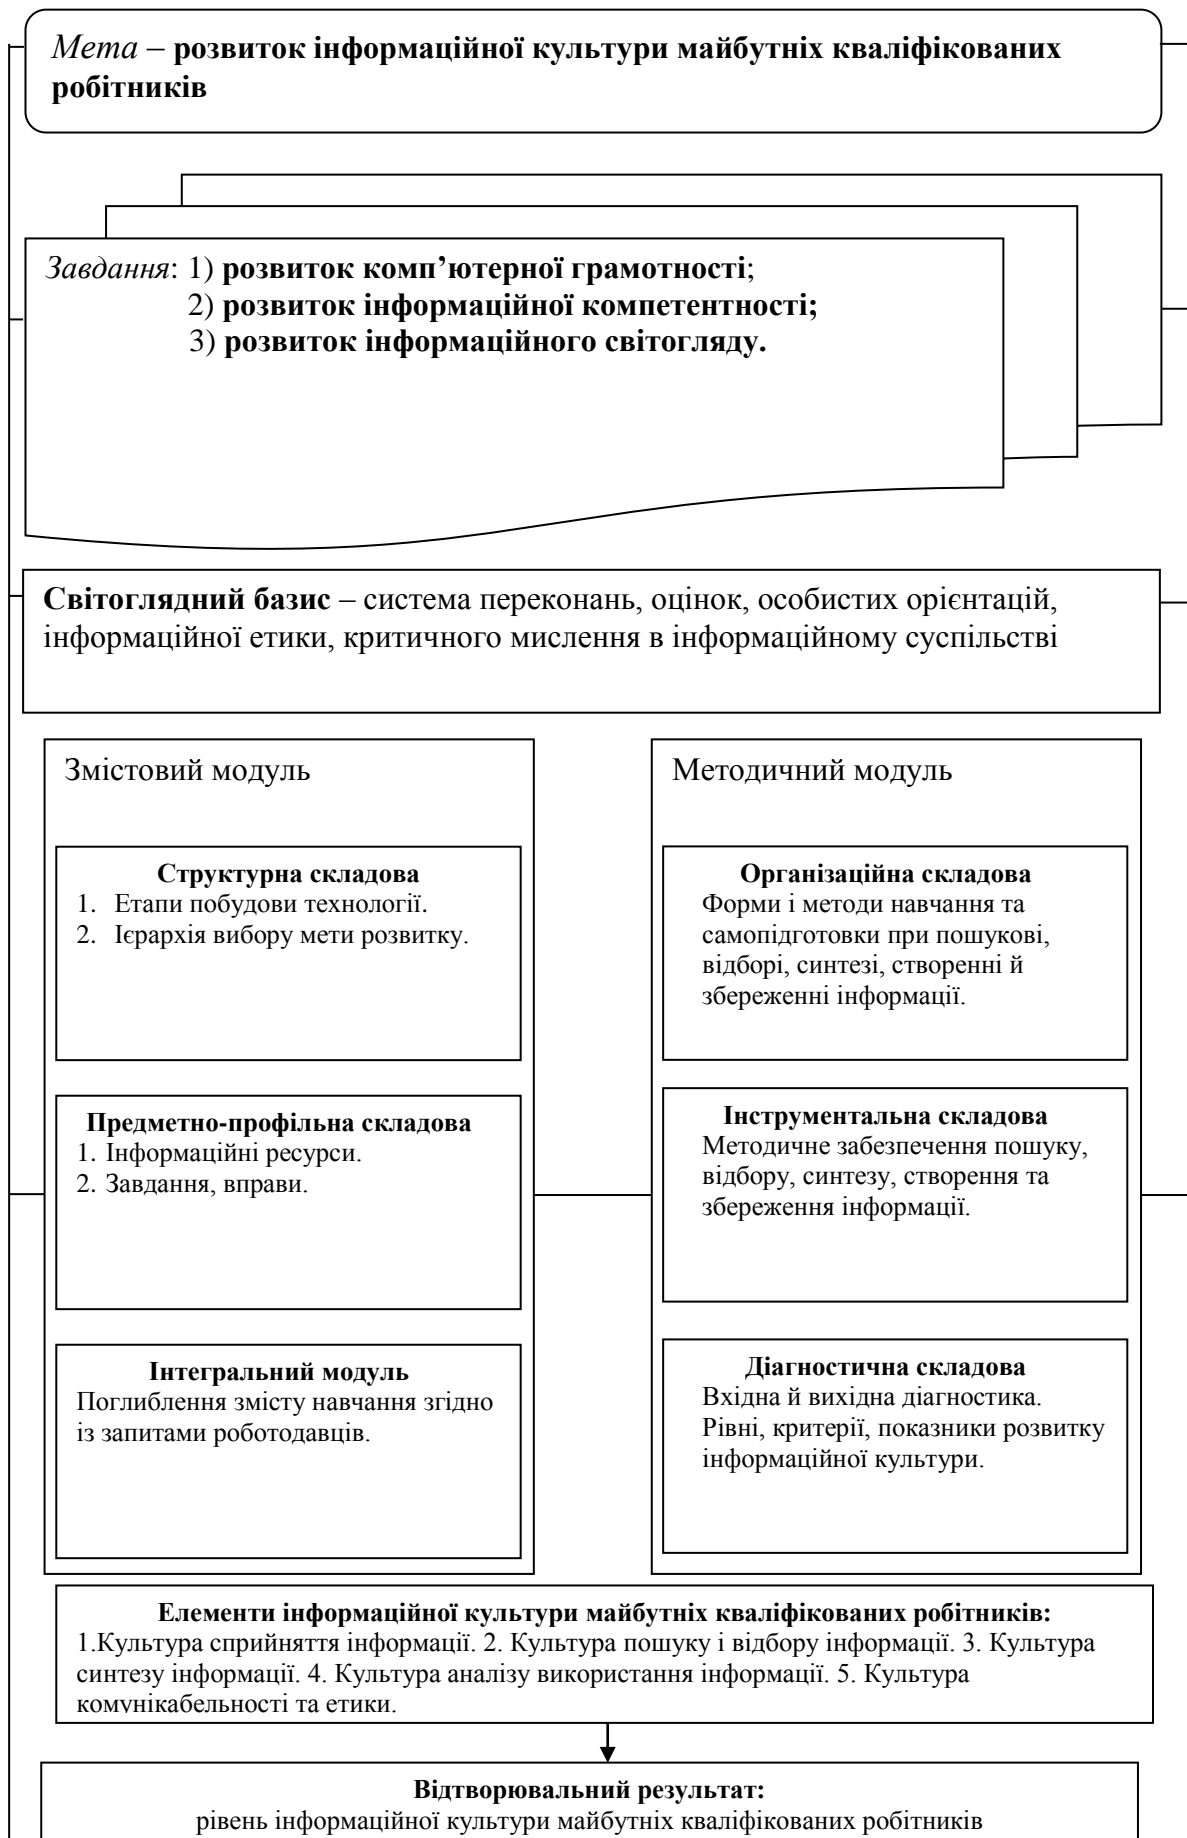 Мета – розвиток інформаційної культури майбутніх кваліфікованих
робітників
Завдання: 1) розвиток комп’ютерної грамотності;
2) розвиток інформаційної компетентності;
3) розвиток інформаційного світогляду.
Світоглядний базис – система переконань, оцінок, особистих орієнтацій,
інформаційної етики, критичного мислення в інформаційному суспільстві
Змістовий модуль
Структурна складова
1. Етапи побудови технології.
2. Ієрархія вибору мети розвитку.
Предметно-профільна складова
1. Інформаційні ресурси.
2. Завдання, вправи.
Інтегральний модуль
Поглиблення змісту навчання згідно
із запитами роботодавців.
Методичний модуль
Організаційна складова
Форми і методи навчання та
самопідготовки при пошукові,
відборі, синтезі, створенні й
збереженні інформації.
Інструментальна складова
Методичне забезпечення пошуку,
відбору, синтезу, створення та
збереження інформації.
Діагностична складова
Вхідна й вихідна діагностика.
Рівні, критерії, показники розвитку
інформаційної культури.
Елементи інформаційної культури майбутніх кваліфікованих робітників:
1.Культура сприйняття інформації. 2. Культура пошуку і відбору інформації. 3. Культура
синтезу інформації. 4. Культура аналізу використання інформації. 5. Культура
комунікабельності та етики.
Відтворювальний результат:
рівень інформаційної культури майбутніх кваліфікованих робітників